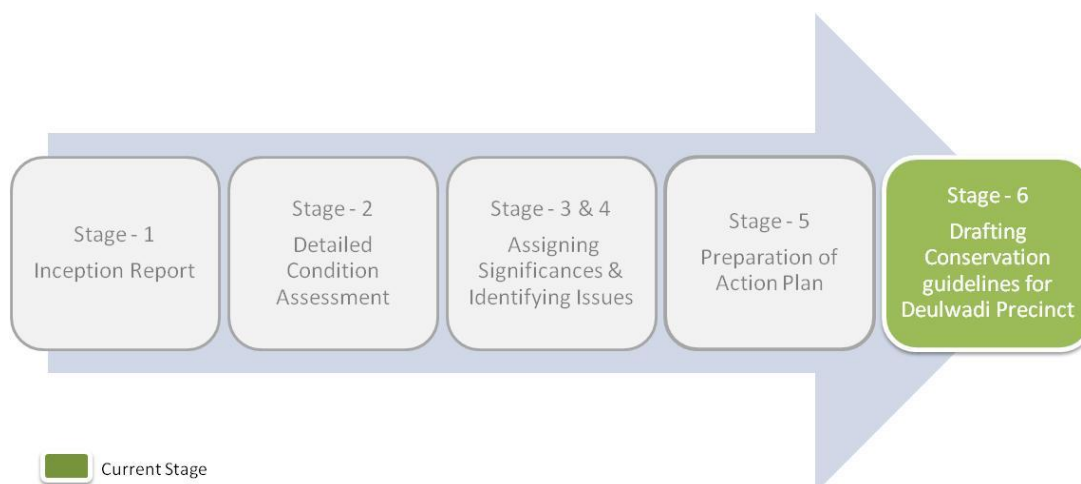 Stage - 1
Inception Report
Stage - 2
Detailed
Condition
Assessment
Stage - 3 & 4
Assigning
Significances &
Identifying Issues
Stage - 5
Preparation of
Action Plan
Stage - 6
Drafting
Conservation
guidelines for
Deulwadi Precinct
Current Stage